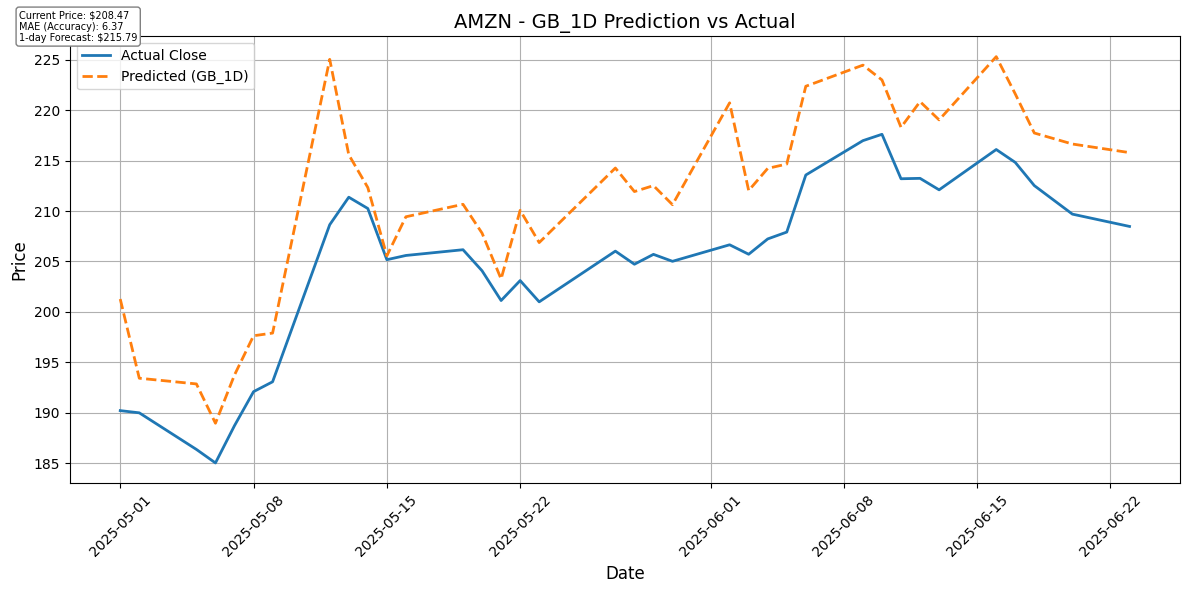 Current Price: $208.47
MAE (Accuracy): 6.37
1-day Forecast: $215.79
AMZN - GB_1D Prediction vs Actual
Actual Close
Predicted (GB_1D)
Price
225
220
215
210
205
200
195
190
185
2025-05-01
2025-05-08
2025-05-15
2025-05-22
2025-06-01
2025-06-08
2025-06-15
2025-06-22
Date